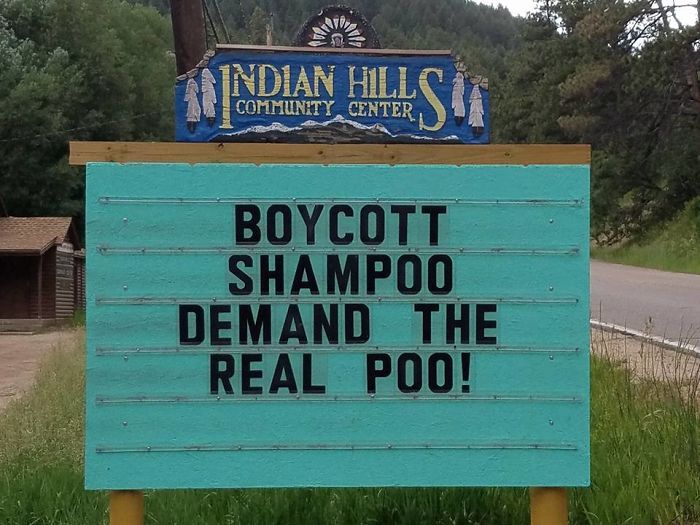 INDIAN HILLS
COMMUNITY CENTER
BOYCOTT
SHAMPOO
DEMAND THE
REAL POO!